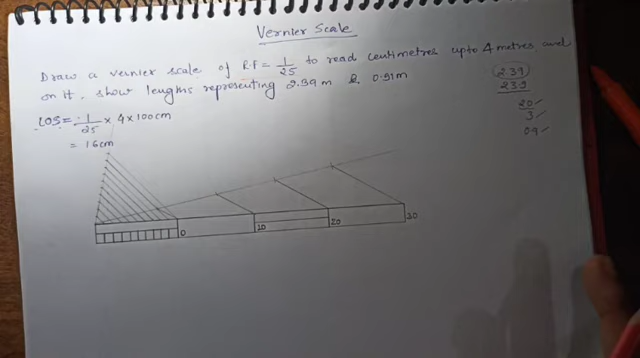 Vernier Scale
Draw a vernier scale of R.F = 1/25 to read centimetres upto 4 metres and
on it, show lengths representing 2.39 m & 0.91 m
LOS = 1/25 × 4 × 100 cm
= 16 cm
2.39
239
20
3
09
0
10
20
30